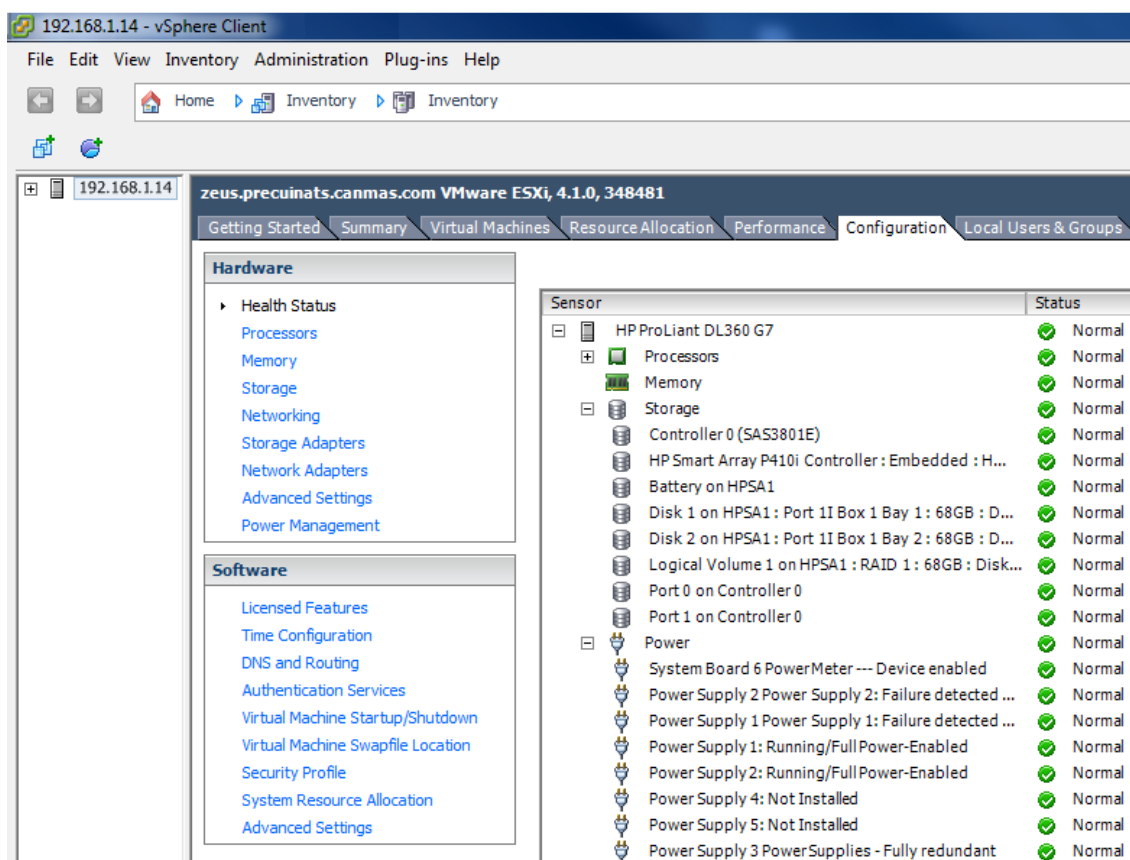 192.168.1.14 - vSphere Client
File Edit View Inventory Administration Plug-ins Help
Home Inventory Inventory
192.168.1.14
zeus.precuinats.canmas.com VMware ESXi, 4.1.0, 348481
Getting Started Summary Virtual Machines Resource Allocation Performance Configuration Local Users & Groups
Hardware
Health Status
Processors
Memory
Storage
Networking
Storage Adapters
Network Adapters
Advanced Settings
Power Management
Software
Licensed Features
Time Configuration
DNS and Routing
Authentication Services
Virtual Machine Startup/Shutdown
Virtual Machine Swapfile Location
Security Profile
System Resource Allocation
Advanced Settings
Sensor Status
HP ProLiant DL360 G7 Normal
Processors Normal
Memory Normal
Storage Normal
Controller 0 (SAS3801E) Normal
HP Smart Array P410i Controller : Embedded : H... Normal
Battery on HPSA1 Normal
Disk 1 on HPSA1 : Port 1I Box 1 Bay 1 : 68GB : D... Normal
Disk 2 on HPSA1 : Port 1I Box 1 Bay 2 : 68GB : D... Normal
Logical Volume 1 on HPSA1 : RAID 1 : 68GB : Disk... Normal
Port 0 on Controller 0 Normal
Port 1 on Controller 0 Normal
Power Normal
System Board 6 Power Meter --- Device enabled Normal
Power Supply 2 Power Supply 2: Failure detected ... Normal
Power Supply 1 Power Supply 1: Failure detected ... Normal
Power Supply 1: Running/Full Power-Enabled Normal
Power Supply 2: Running/Full Power-Enabled Normal
Power Supply 4: Not Installed Normal
Power Supply 5: Not Installed Normal
Power Supply 3 Power Supplies - Fully redundant Normal